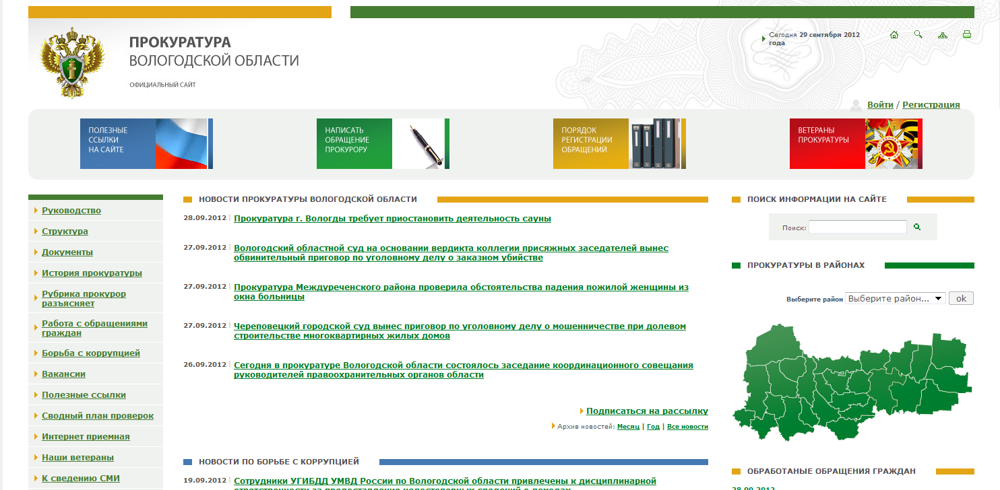 ПРОКУРАТУРА
ВОЛОГОДСКОЙ ОБЛАСТИ
ОФИЦИАЛЬНЫЙ САЙТ
Сегодня 29 сентября 2012
года
Войти / Регистрация
ПОЛЕЗНЫЕ
ССЫЛКИ
НА САЙТЕ
НАПИСАТЬ
ОБРАЩЕНИЕ
ПРОКУРОРУ
ПОРЯДОК
РЕГИСТРАЦИИ
ОБРАЩЕНИЙ
ВЕТЕРАНЫ
ПРОКУРАТУРЫ
Руководство
Структура
Документы
История прокуратуры
Рубрика прокурор
разъясняет
Работа с обращениями
граждан
Борьба с коррупцией
Вакансии
Полезные ссылки
Сводный план проверок
Интернет приемная
Наши ветераны
К сведению СМИ
НОВОСТИ ПРОКУРАТУРЫ ВОЛОГОДСКОЙ ОБЛАСТИ
28.09.2012 Прокуратура г. Вологды требует приостановить деятельность сауны
27.09.2012 Вологодский областной суд на основании вердикта коллегии присяжных заседателей вынес
обвинительный приговор по уголовному делу о заказном убийстве
27.09.2012 Прокуратура Междуреченского района проверила обстоятельства падения пожилой женщины из
окна больницы
27.09.2012 Череповецкий городской суд вынес приговор по уголовному делу о мошенничестве при долевом
строительстве многоквартирных жилых домов
26.09.2012 Сегодня в прокуратуре Вологодской области состоялось заседание координационного совещания
руководителей правоохранительных органов области
Подписаться на рассылку
Архив новостей: Месяц | Год | Все новости
НОВОСТИ ПО БОРЬБЕ С КОРРУПЦИЕЙ
19.09.2012 Сотрудники УГИБДД УМВД России по Вологодской области привлечены к дисциплинарной
ответственности за предоставление недостоверных сведений о доходах
ПОИСК ИНФОРМАЦИИ НА САЙТЕ
Поиск:
ПРОКУРАТУРЫ В РАЙОНАХ
Выберите район Выберите район... ok
ОБРАБОТАНЫЕ ОБРАЩЕНИЯ ГРАЖДАН
28.09.2012